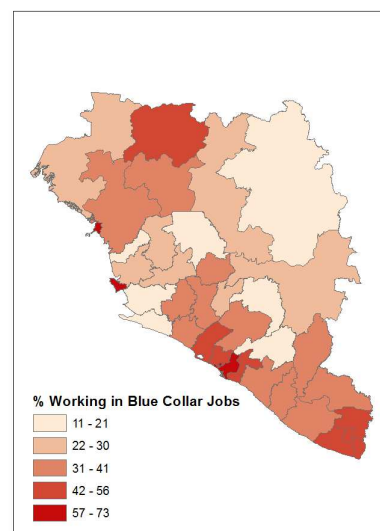 % Working in Blue Collar Jobs
11 - 21
22 - 30
31 - 41
42 - 56
57 - 73